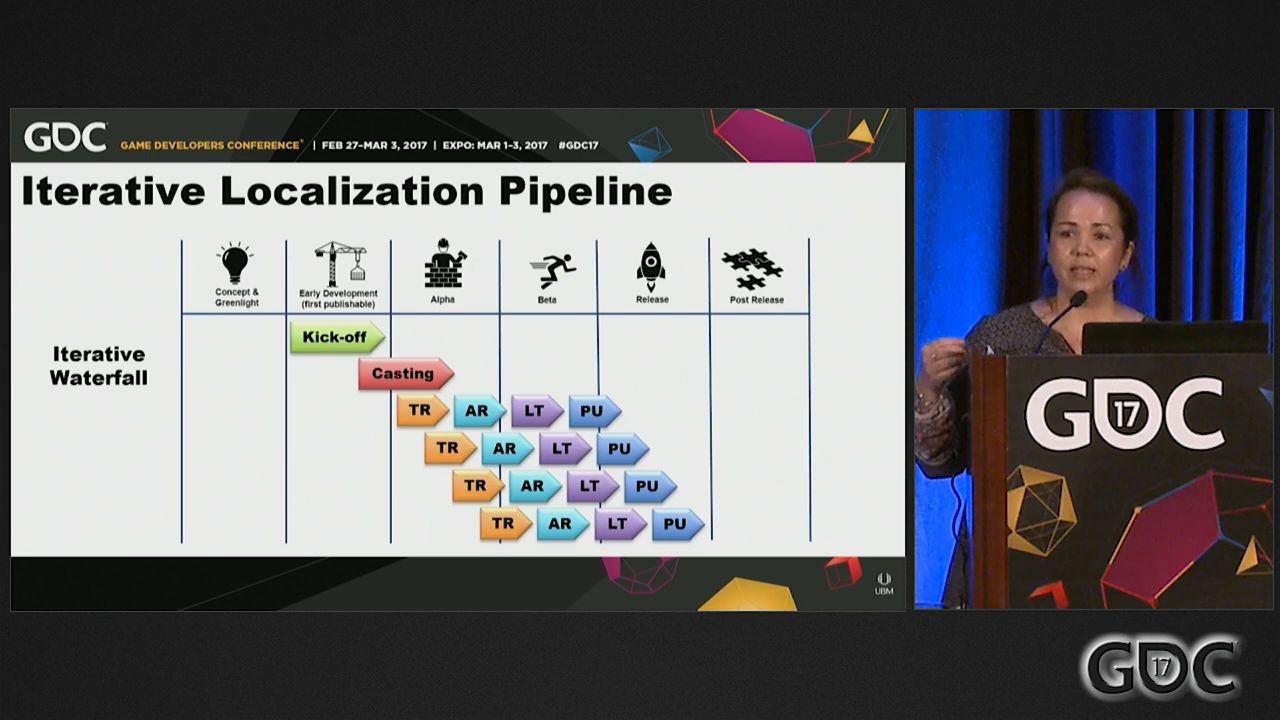 GDC
GAME DEVELOPERS CONFERENCE® | FEB 27-MAR 3, 2017 | EXPO: MAR 1-3, 2017 #GDC17
Iterative Localization Pipeline
Concept &
Greenlight
Early Development
(first publishable)
Alpha
Beta
Release
Post Release
Iterative
Waterfall
Kick-off
Casting
TR AR LT PU
TR AR LT PU
TR AR LT PU
TR AR LT PU
UBM
GDC
17
GDC
17